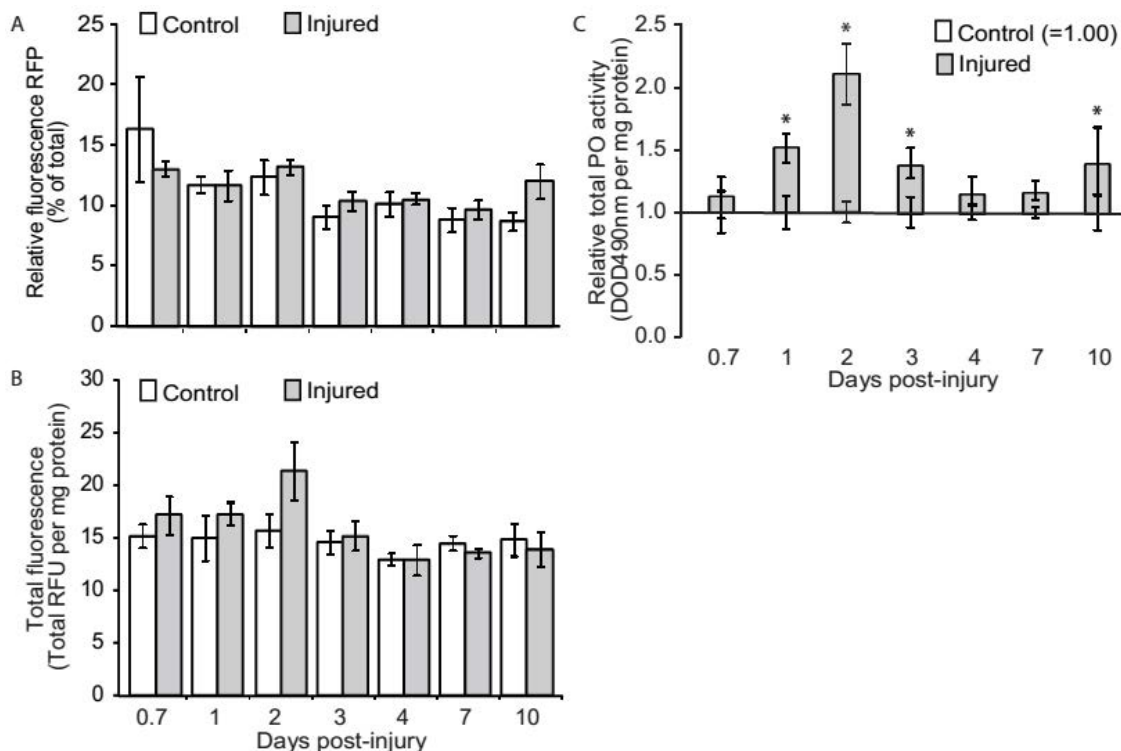 A
Control
Injured
Relative fluorescence RFP
(% of total)
25
20
15
10
5
0
B
Control
Injured
Total fluorescence
(Total RFU per mg protein)
30
25
20
15
10
5
0
0.7 1 2 3 4 7 10
Days post-injury
C
Control (=1.00)
Injured
Relative total PO activity
(DOD490nm per mg protein)
2.5
2.0
1.5
1.0
0.5
0.0
* * * *
0.7 1 2 3 4 7 10
Days post-injury